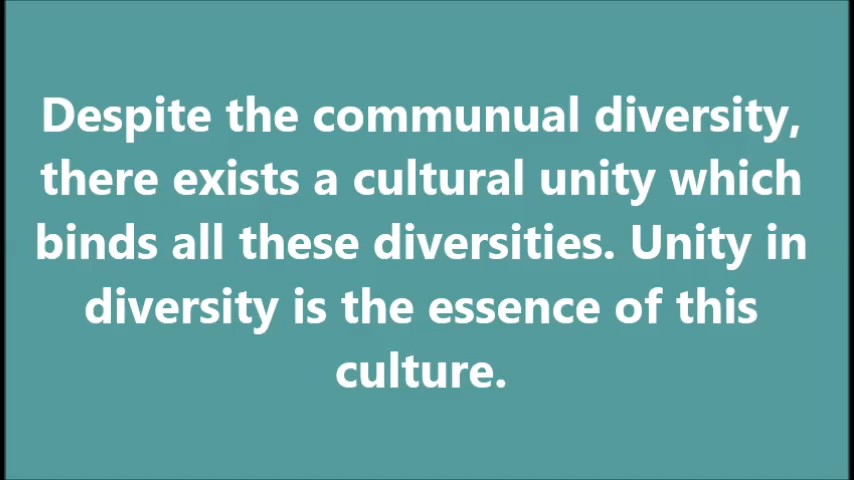 Despite the communual diversity,
there exists a cultural unity which
binds all these diversities. Unity in
diversity is the essence of this
culture.